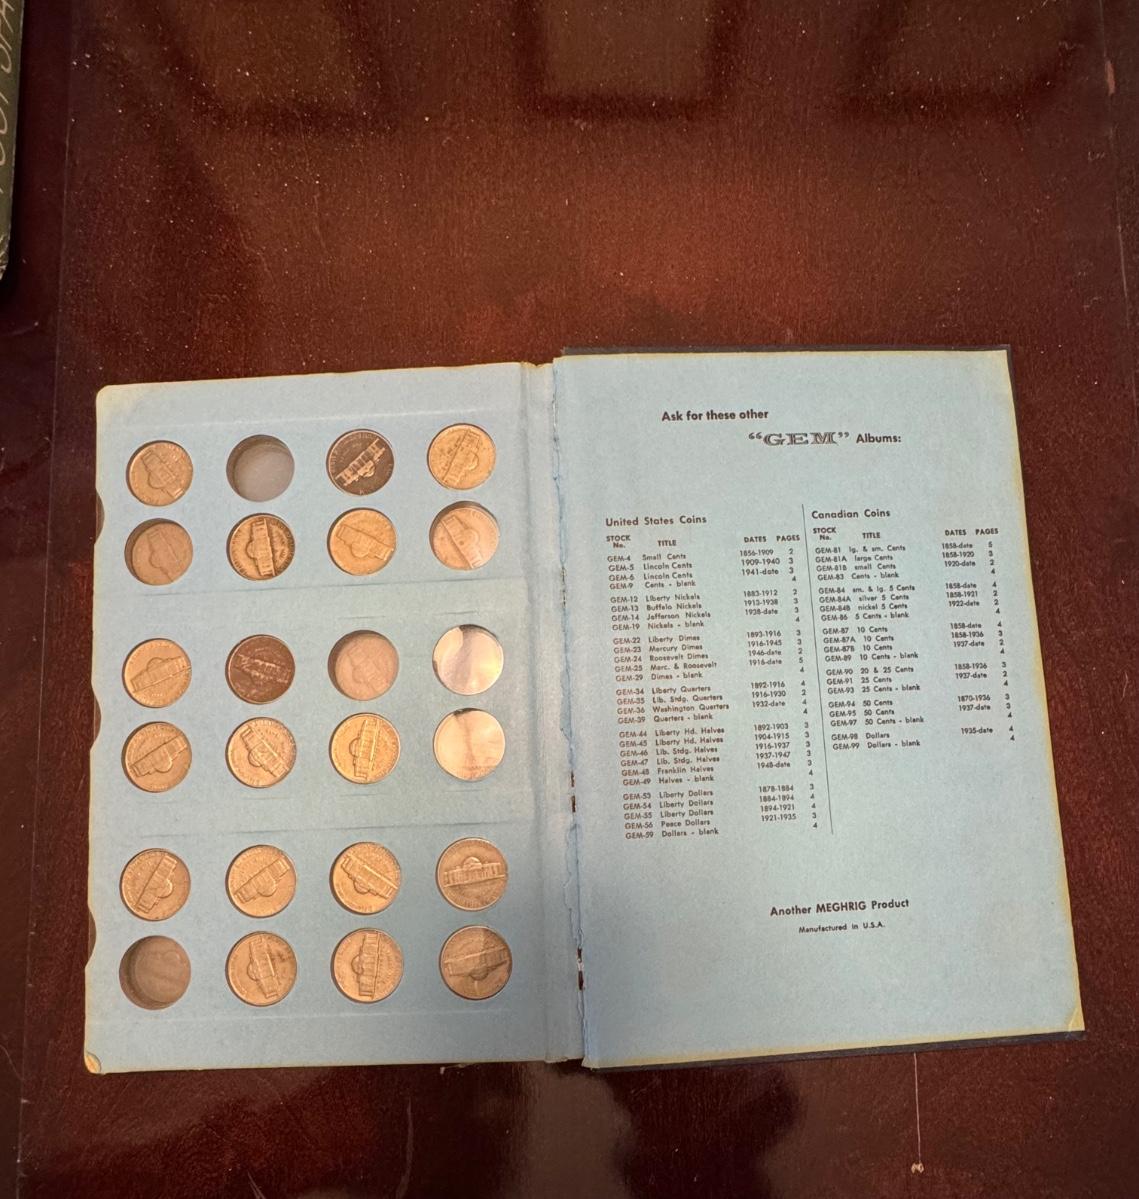 Ask for these other
"GEM" Albums:
United States Coins
STOCK No. TITLE DATES PAGES
GEM-4 Small Cents 1856-1909 2
GEM-5 Lincoln Cents 1909-1940 3
GEM-6 Lincoln Cents 1941-date 3
GEM-9 Cents - blank 4
GEM-12 Liberty Nickels 1883-1912 2
GEM-13 Buffalo Nickels 1913-1938 3
GEM-14 Jefferson Nickels 1938-date 3
GEM-19 Nickels - blank 4
GEM-22 Liberty Dimes 1893-1916 3
GEM-23 Mercury Dimes 1916-1945 3
GEM-24 Roosevelt Dimes 1946-date 2
GEM-25 Merc. & Roosevelt 1916-date 5
GEM-29 Dimes - blank 4
GEM-34 Liberty Quarters 1892-1916 4
GEM-35 Lib. Stdg. Quarters 1916-1930 2
GEM-36 Washington Quarters 1932-date 4
GEM-39 Quarters - blank 4
GEM-44 Liberty Hd. Halves 1892-1903 3
GEM-45 Liberty Hd. Halves 1904-1915 3
GEM-46 Lib. Stdg. Halves 1916-1937 3
GEM-47 Lib. Stdg. Halves 1937-1947 3
GEM-48 Franklin Halves 1948-date 3
GEM-49 Halves - blank 4
GEM-53 Liberty Dollars 1878-1884 3
GEM-54 Liberty Dollars 1884-1894 4
GEM-55 Liberty Dollars 1894-1921 4
GEM-56 Peace Dollars 1921-1935 3
GEM-59 Dollars - blank 4
Canadian Coins
STOCK No. TITLE DATES PAGES
GEM-81 lg. & sm. Cents 1858-date 5
GEM-81A large Cents 1858-1920 3
GEM-81B small Cents 1920-date 2
GEM-83 Cents - blank 4
GEM-84 sm. & lg. 5 Cents 1858-date 4
GEM-84A silver 5 Cents 1858-1921 2
GEM-84B nickel 5 Cents 1922-date 2
GEM-86 5 Cents - blank 4
GEM-87 10 Cents 1858-date 4
GEM-87A 10 Cents 1858-1936 3
GEM-87B 10 Cents 1937-date 2
GEM-89 10 Cents - blank 4
GEM-90 20 & 25 Cents 1858-1936 3
GEM-91 25 Cents 1937-date 2
GEM-93 25 Cents - blank 4
GEM-94 50 Cents 1870-1936 3
GEM-95 50 Cents 1937-date 3
GEM-97 50 Cents - blank 4
GEM-98 Dollars 1935-date 4
GEM-99 Dollars - blank 4
Another MEGHRIG Product
Manufactured in U.S.A.